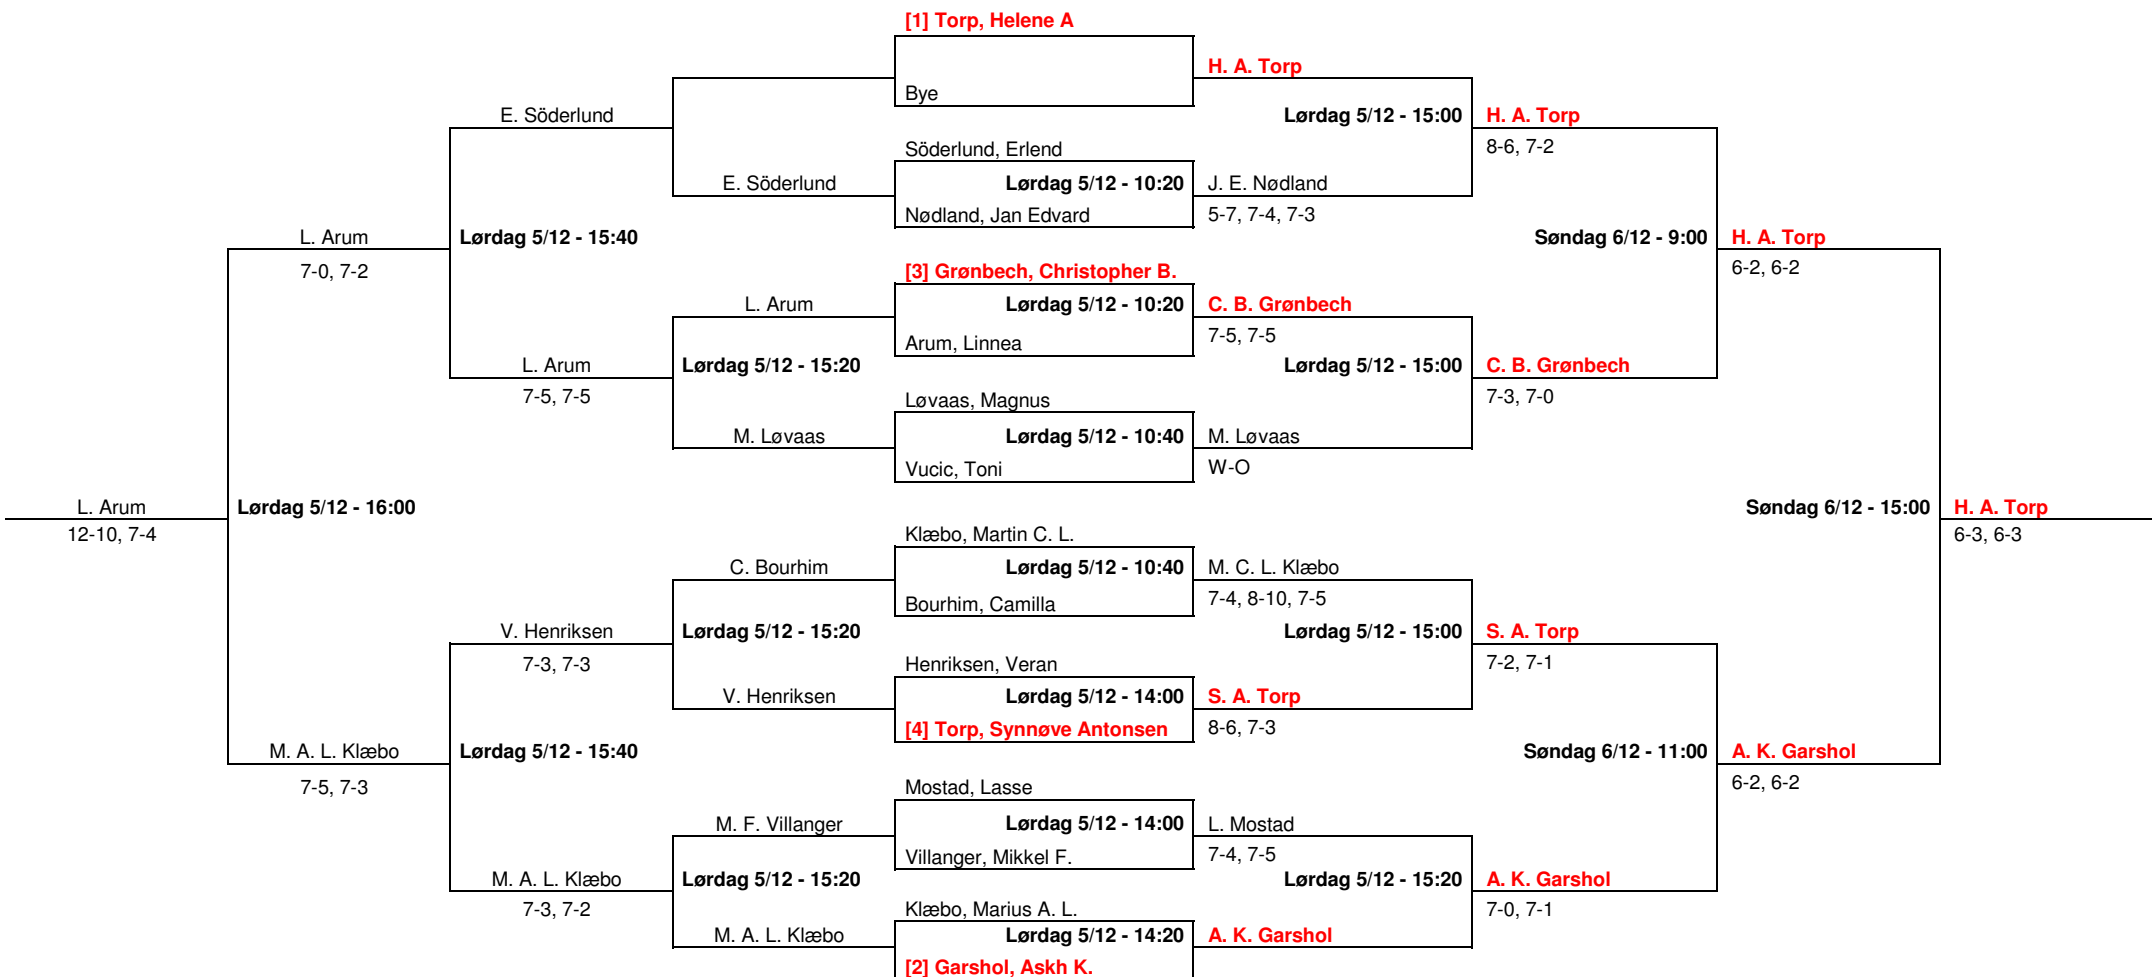 [1] Torp, Helene A
H. A. Torp
Bye
E. Söderlund
Lørdag 5/12 - 15:00
H. A. Torp
8-6, 7-2
Söderlund, Erlend
E. Söderlund
Lørdag 5/12 - 10:20
J. E. Nødland
Nødland, Jan Edvard
5-7, 7-4, 7-3
L. Arum
Lørdag 5/12 - 15:40
Søndag 6/12 - 9:00
H. A. Torp
7-0, 7-2
[3] Grønbech, Christopher B.
6-2, 6-2
L. Arum
Lørdag 5/12 - 10:20
C. B. Grønbech
Arum, Linnea
7-5, 7-5
L. Arum
Lørdag 5/12 - 15:20
Lørdag 5/12 - 15:00
C. B. Grønbech
7-5, 7-5
7-3, 7-0
Løvaas, Magnus
M. Løvaas
Lørdag 5/12 - 10:40
M. Løvaas
Vucic, Toni
W-O
L. Arum
Lørdag 5/12 - 16:00
Søndag 6/12 - 15:00
H. A. Torp
12-10, 7-4
Klæbo, Martin C. L.
6-3, 6-3
C. Bourhim
Lørdag 5/12 - 10:40
M. C. L. Klæbo
Bourhim, Camilla
7-4, 8-10, 7-5
V. Henriksen
Lørdag 5/12 - 15:20
Lørdag 5/12 - 15:00
S. A. Torp
7-3, 7-3
Henriksen, Veran
7-2, 7-1
V. Henriksen
Lørdag 5/12 - 14:00
S. A. Torp
[4] Torp, Synnøve Antonsen
8-6, 7-3
M. A. L. Klæbo
Lørdag 5/12 - 15:40
Søndag 6/12 - 11:00
A. K. Garshol
7-5, 7-3
Mostad, Lasse
6-2, 6-2
M. F. Villanger
Lørdag 5/12 - 14:00
L. Mostad
Villanger, Mikkel F.
7-4, 7-5
M. A. L. Klæbo
Lørdag 5/12 - 15:20
Lørdag 5/12 - 15:20
A. K. Garshol
7-3, 7-2
Klæbo, Marius A. L.
7-0, 7-1
M. A. L. Klæbo
Lørdag 5/12 - 14:20
A. K. Garshol
[2] Garshol, Askh K.